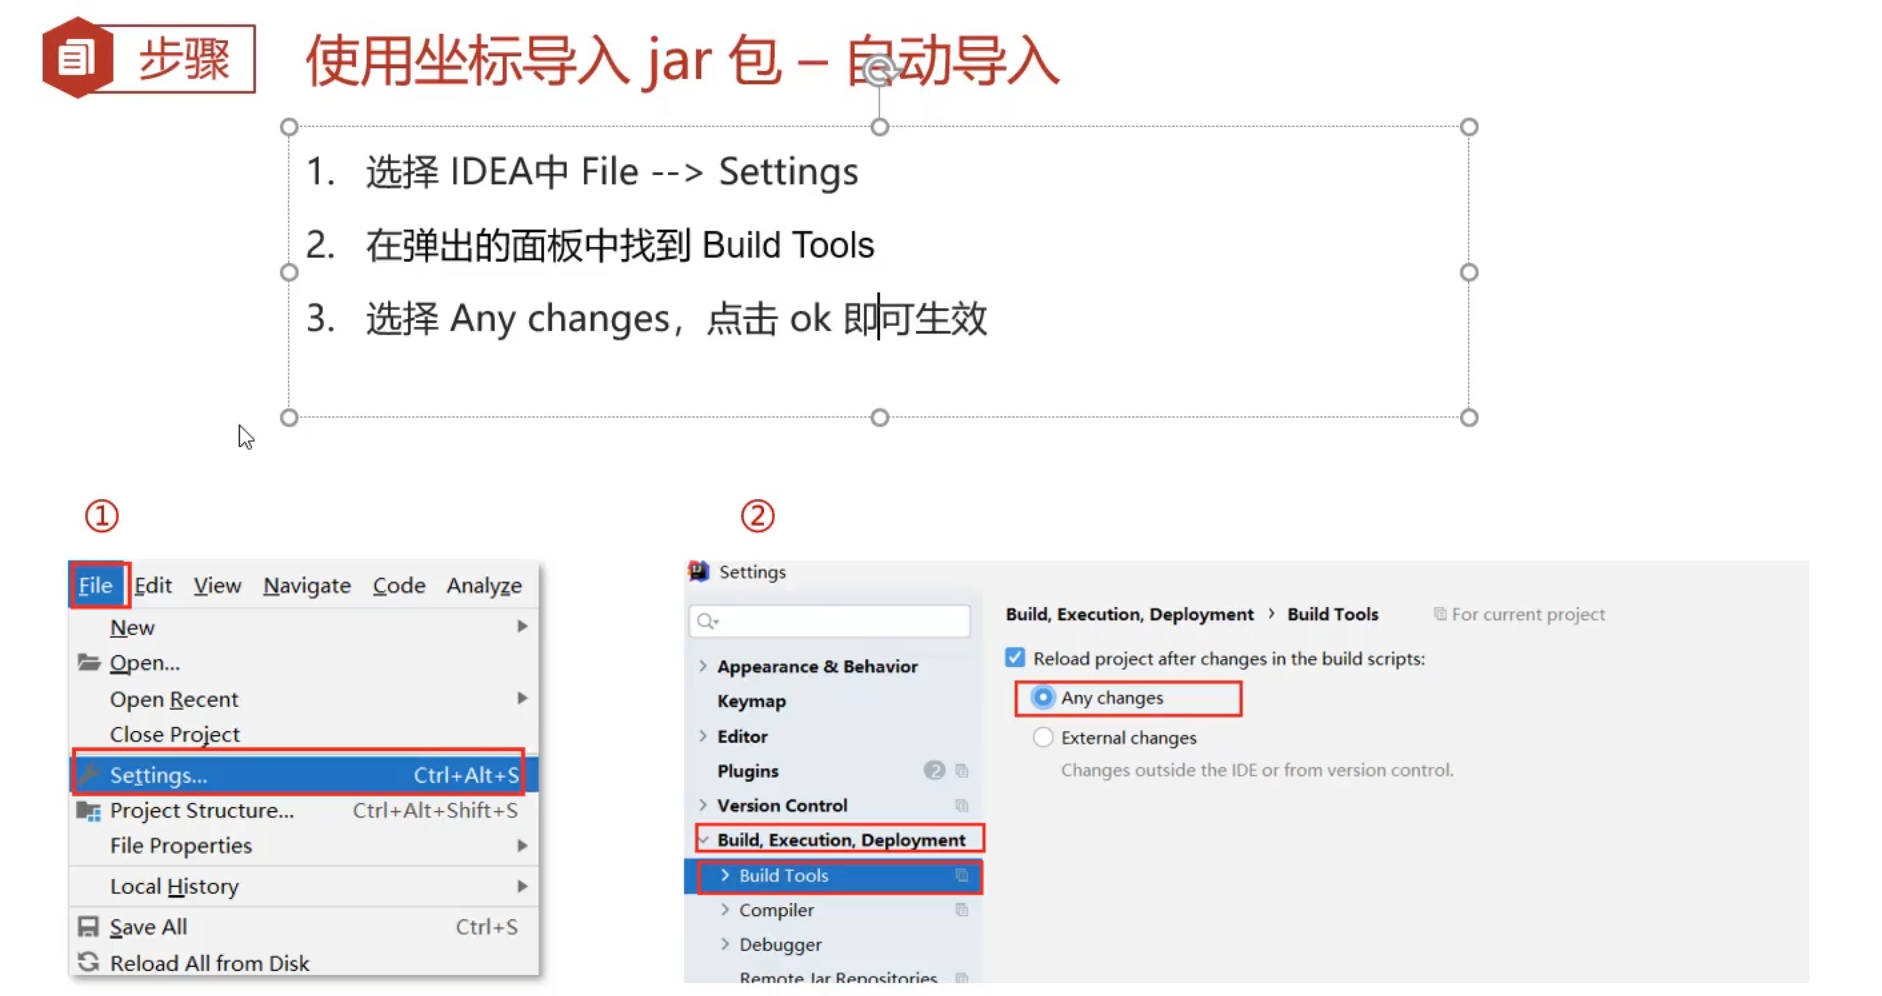 步骤
使用坐标导入 jar 包 – 自动导入
1. 选择 IDEA中 File --> Settings
2. 在弹出的面板中找到 Build Tools
3. 选择 Any changes，点击 ok 即可生效
①
File Edit View Navigate Code Analyze
New
Open...
Open Recent
Close Project
Settings... Ctrl+Alt+S
Project Structure... Ctrl+Alt+Shift+S
File Properties
Local History
Save All Ctrl+S
Reload All from Disk
②
Settings
Appearance & Behavior
Keymap
Editor
Plugins 2
Version Control
Build, Execution, Deployment
Build Tools
Compiler
Debugger
Remote Jar Repositories
Build, Execution, Deployment › Build Tools For current project
Reload project after changes in the build scripts:
Any changes
External changes
Changes outside the IDE or from version control.